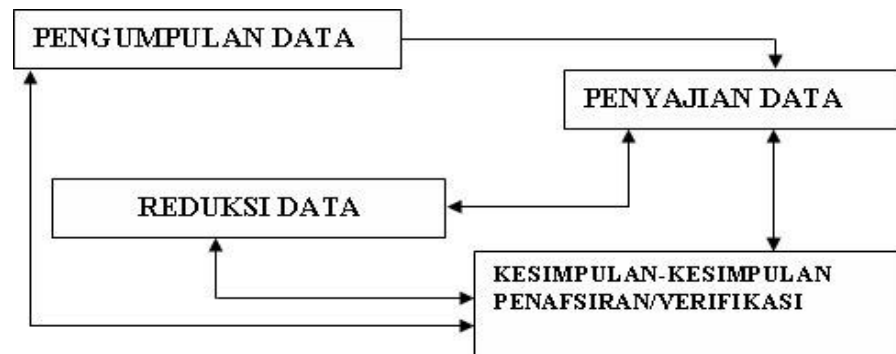 PENGUMPULAN DATA
PENYAJIAN DATA
REDUKSI DATA
KESIMPULAN-KESIMPULAN
PENAFSIRAN/VERIFIKASI